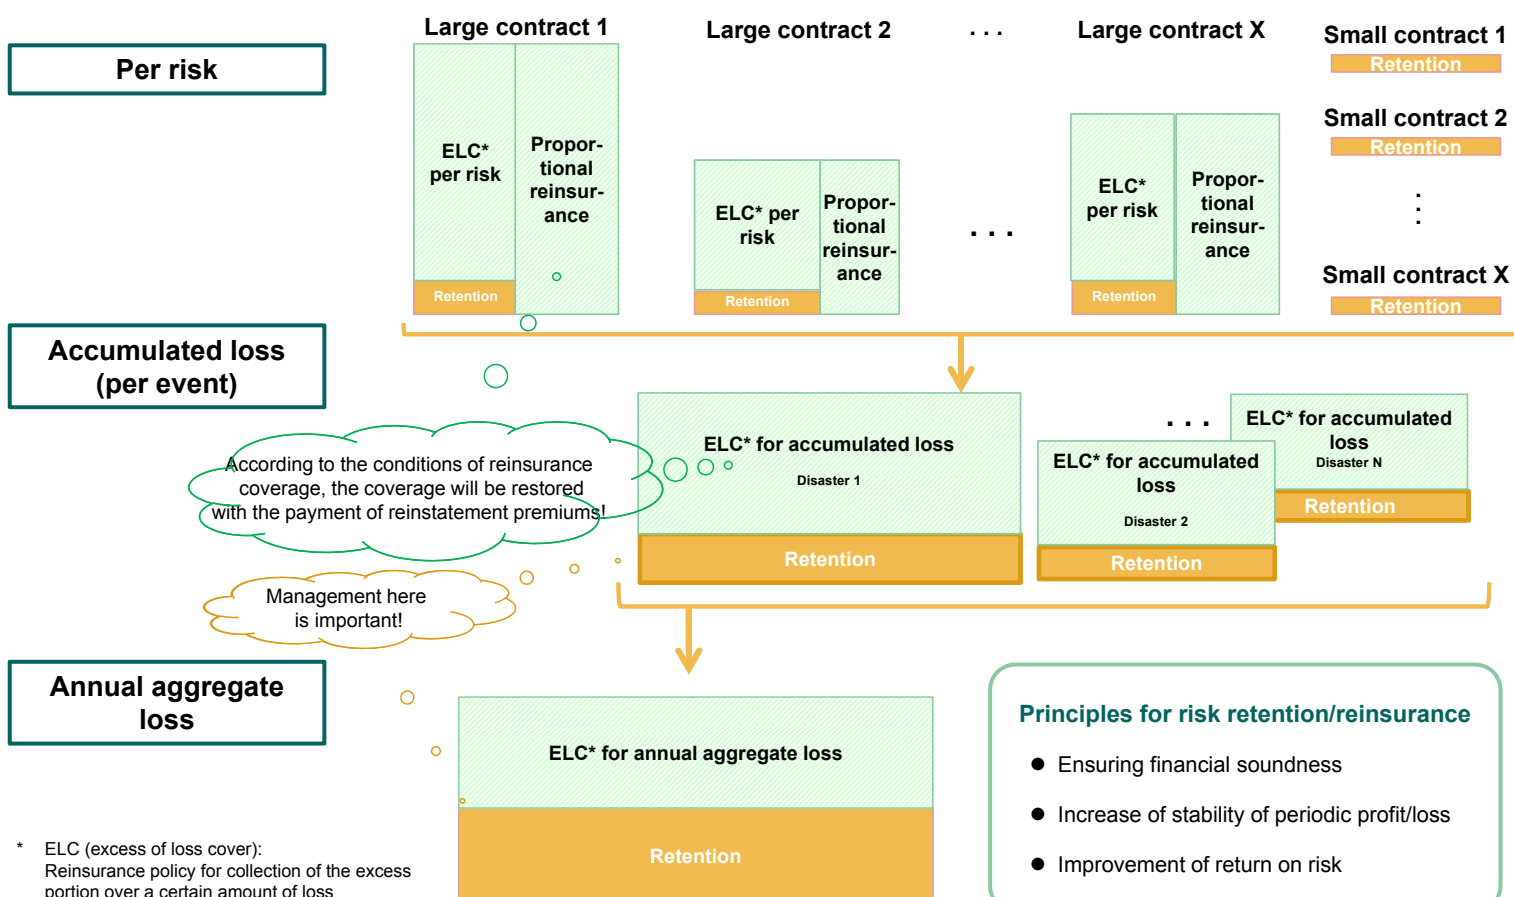 Per risk
Large contract 1
Large contract 2
. . .
Large contract X
Small contract 1
Retention
Small contract 2
Retention
.
.
.
Small contract X
Retention
ELC*
per risk
Retention
Propor-
tional
reinsur-
ance
ELC* per
risk
Retention
Propor-
tional
reinsur-
ance
. . .
ELC*
per risk
Retention
Propor-
tional
reinsur-
ance
Accumulated loss
(per event)
According to the conditions of reinsurance
coverage, the coverage will be restored
with the payment of reinstatement premiums!
ELC* for accumulated loss
Disaster 1
Retention
ELC* for accumulated
loss
Disaster 2
Retention
. . .
ELC* for accumulated
loss
Disaster N
Retention
Management here
is important!
Annual aggregate
loss
ELC* for annual aggregate loss
Retention
Principles for risk retention/reinsurance
● Ensuring financial soundness
● Increase of stability of periodic profit/loss
● Improvement of return on risk
* ELC (excess of loss cover):
Reinsurance policy for collection of the excess
portion over a certain amount of loss